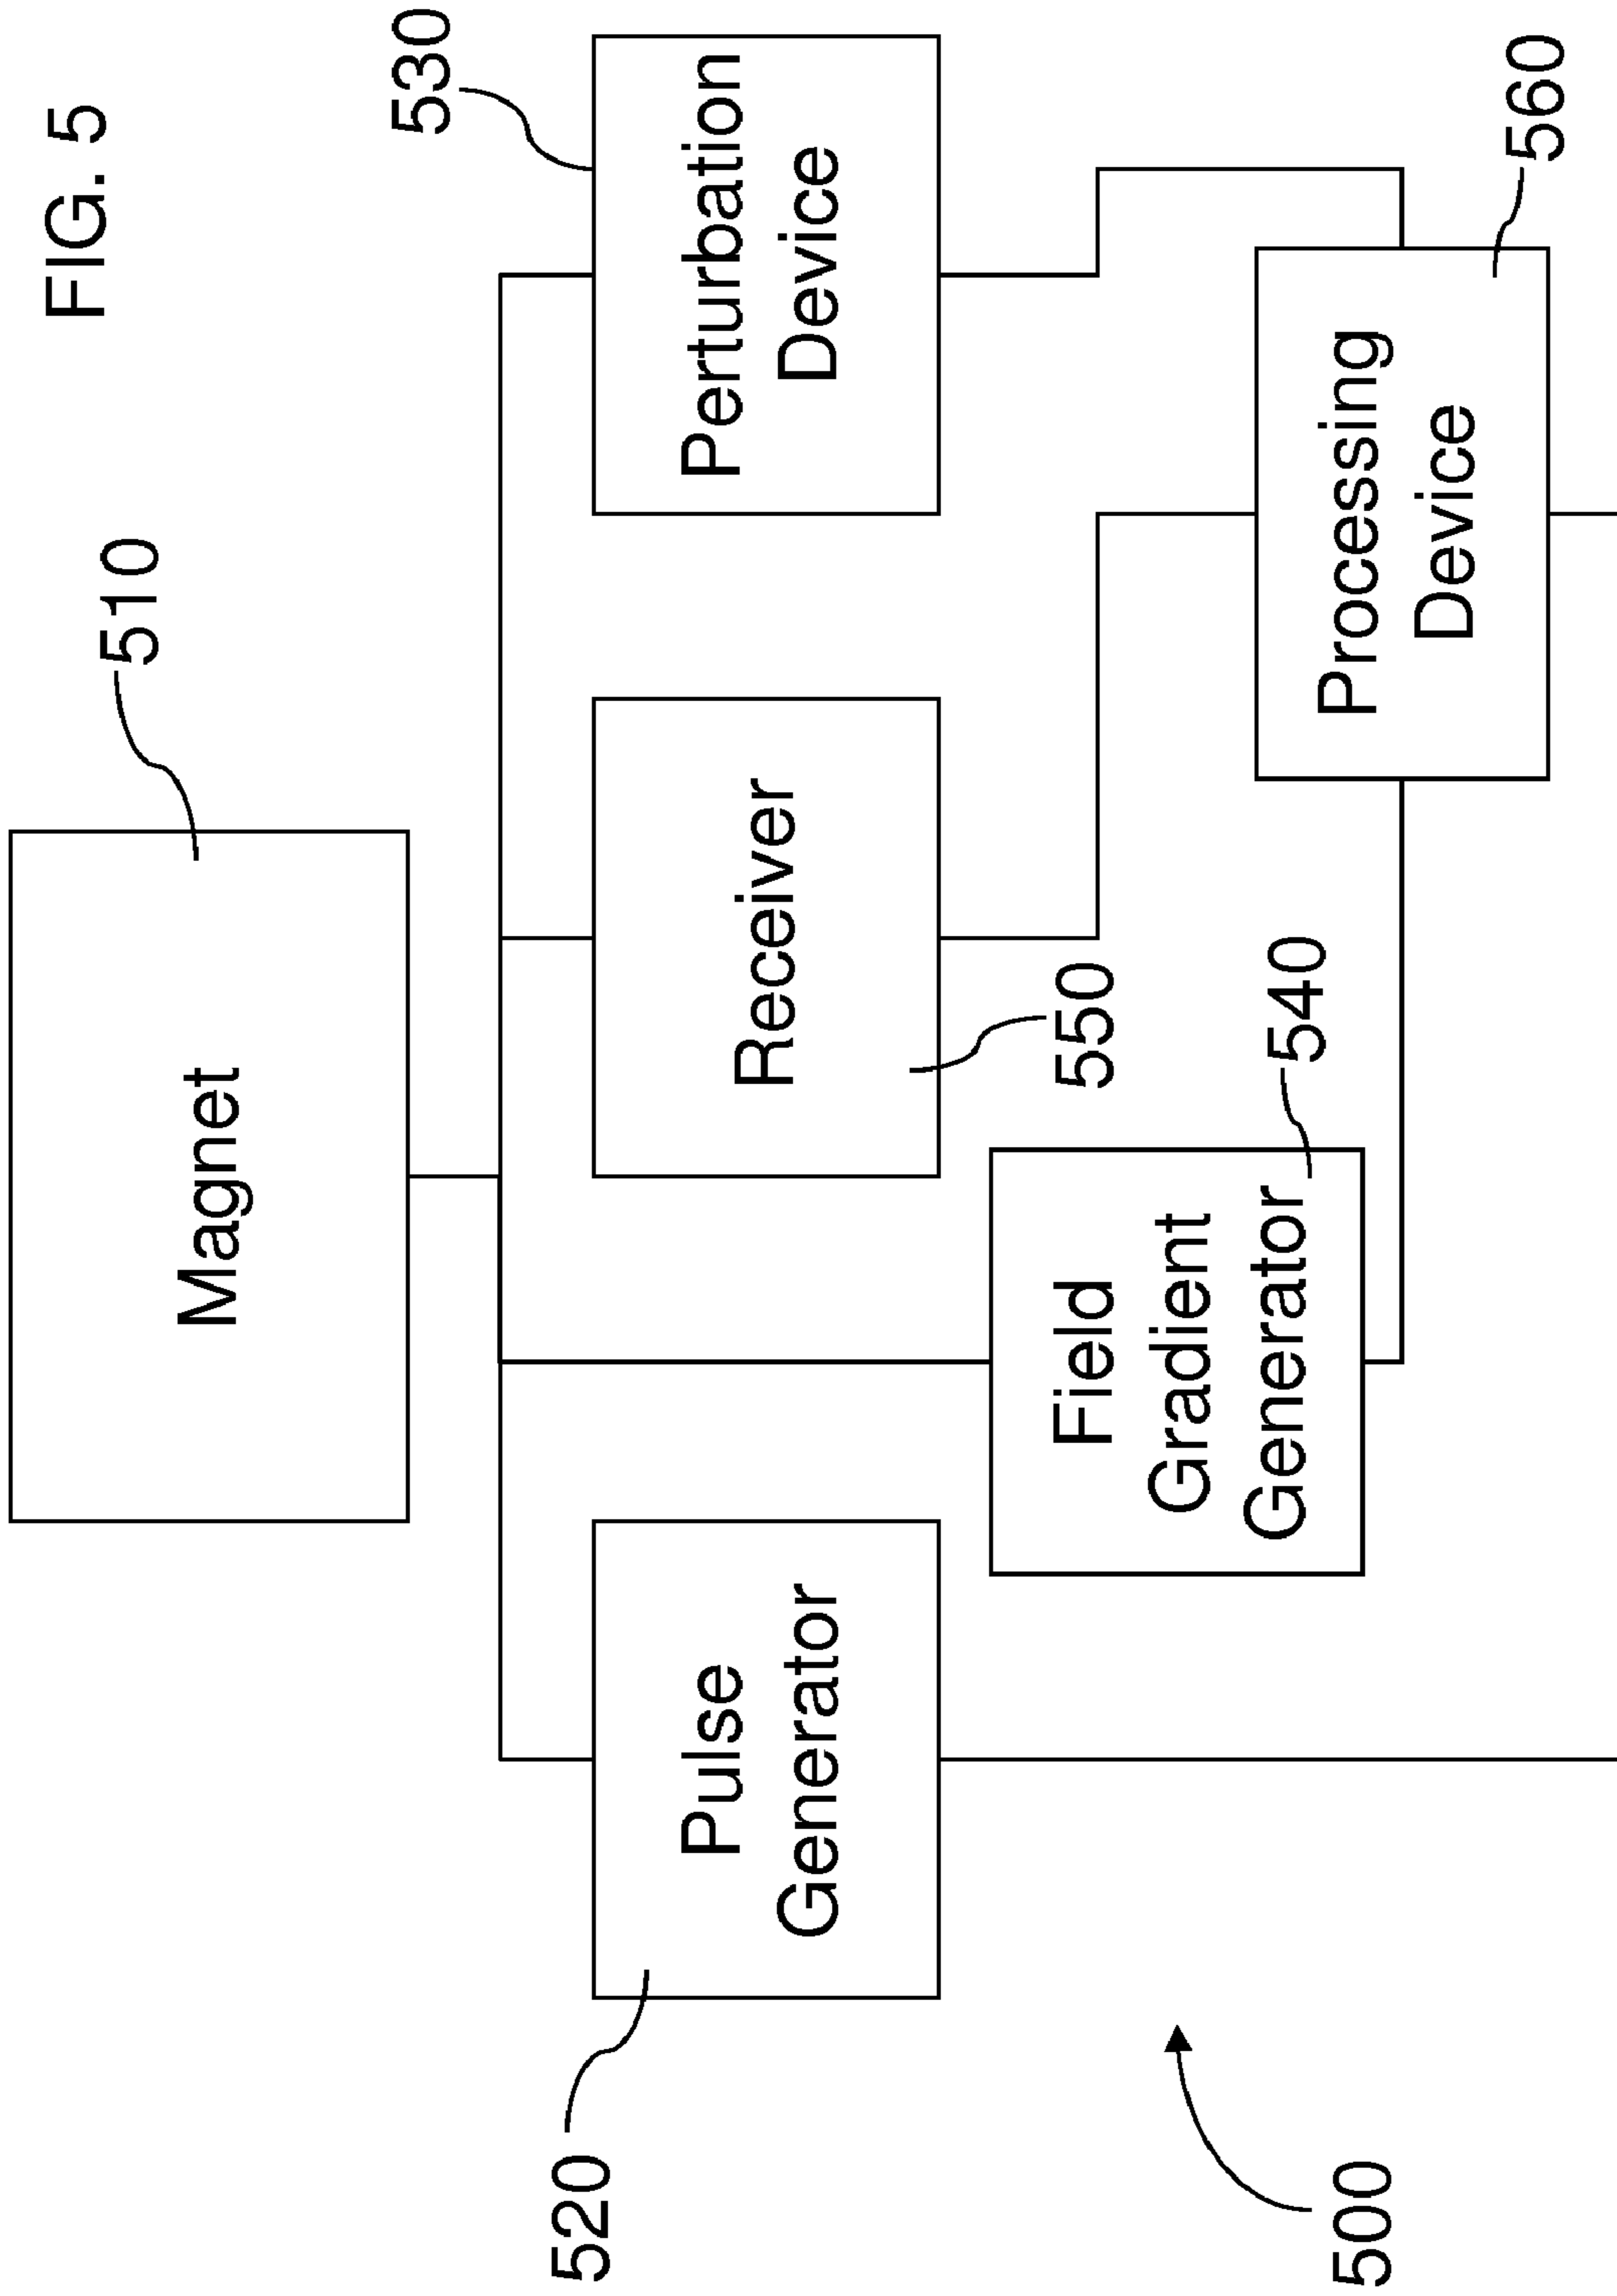 FIG. 5
510
Magnet
530
520
Pulse
Generator
Receiver
Perturbation
Device
550
Field
Gradient
Generator
540
Processing
Device
560
500